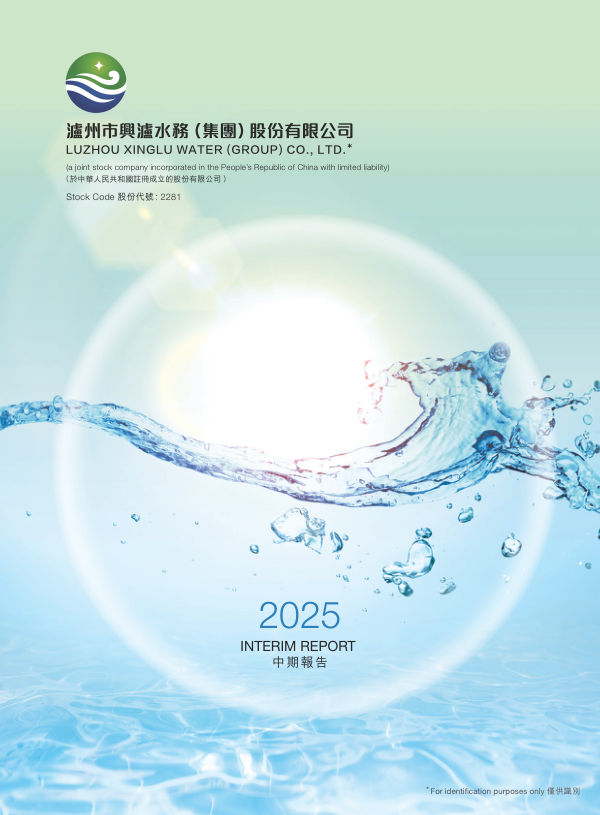 瀘州市興瀘水務（集團）股份有限公司
LUZHOU XINGLU WATER (GROUP) CO., LTD.*
(a joint stock company incorporated in the People's Republic of China with limited liability)
（於中華人民共和國註冊成立的股份有限公司）
Stock Code 股份代號 : 2281
2025
INTERIM REPORT
中期報告
* For identification purposes only 僅供識別